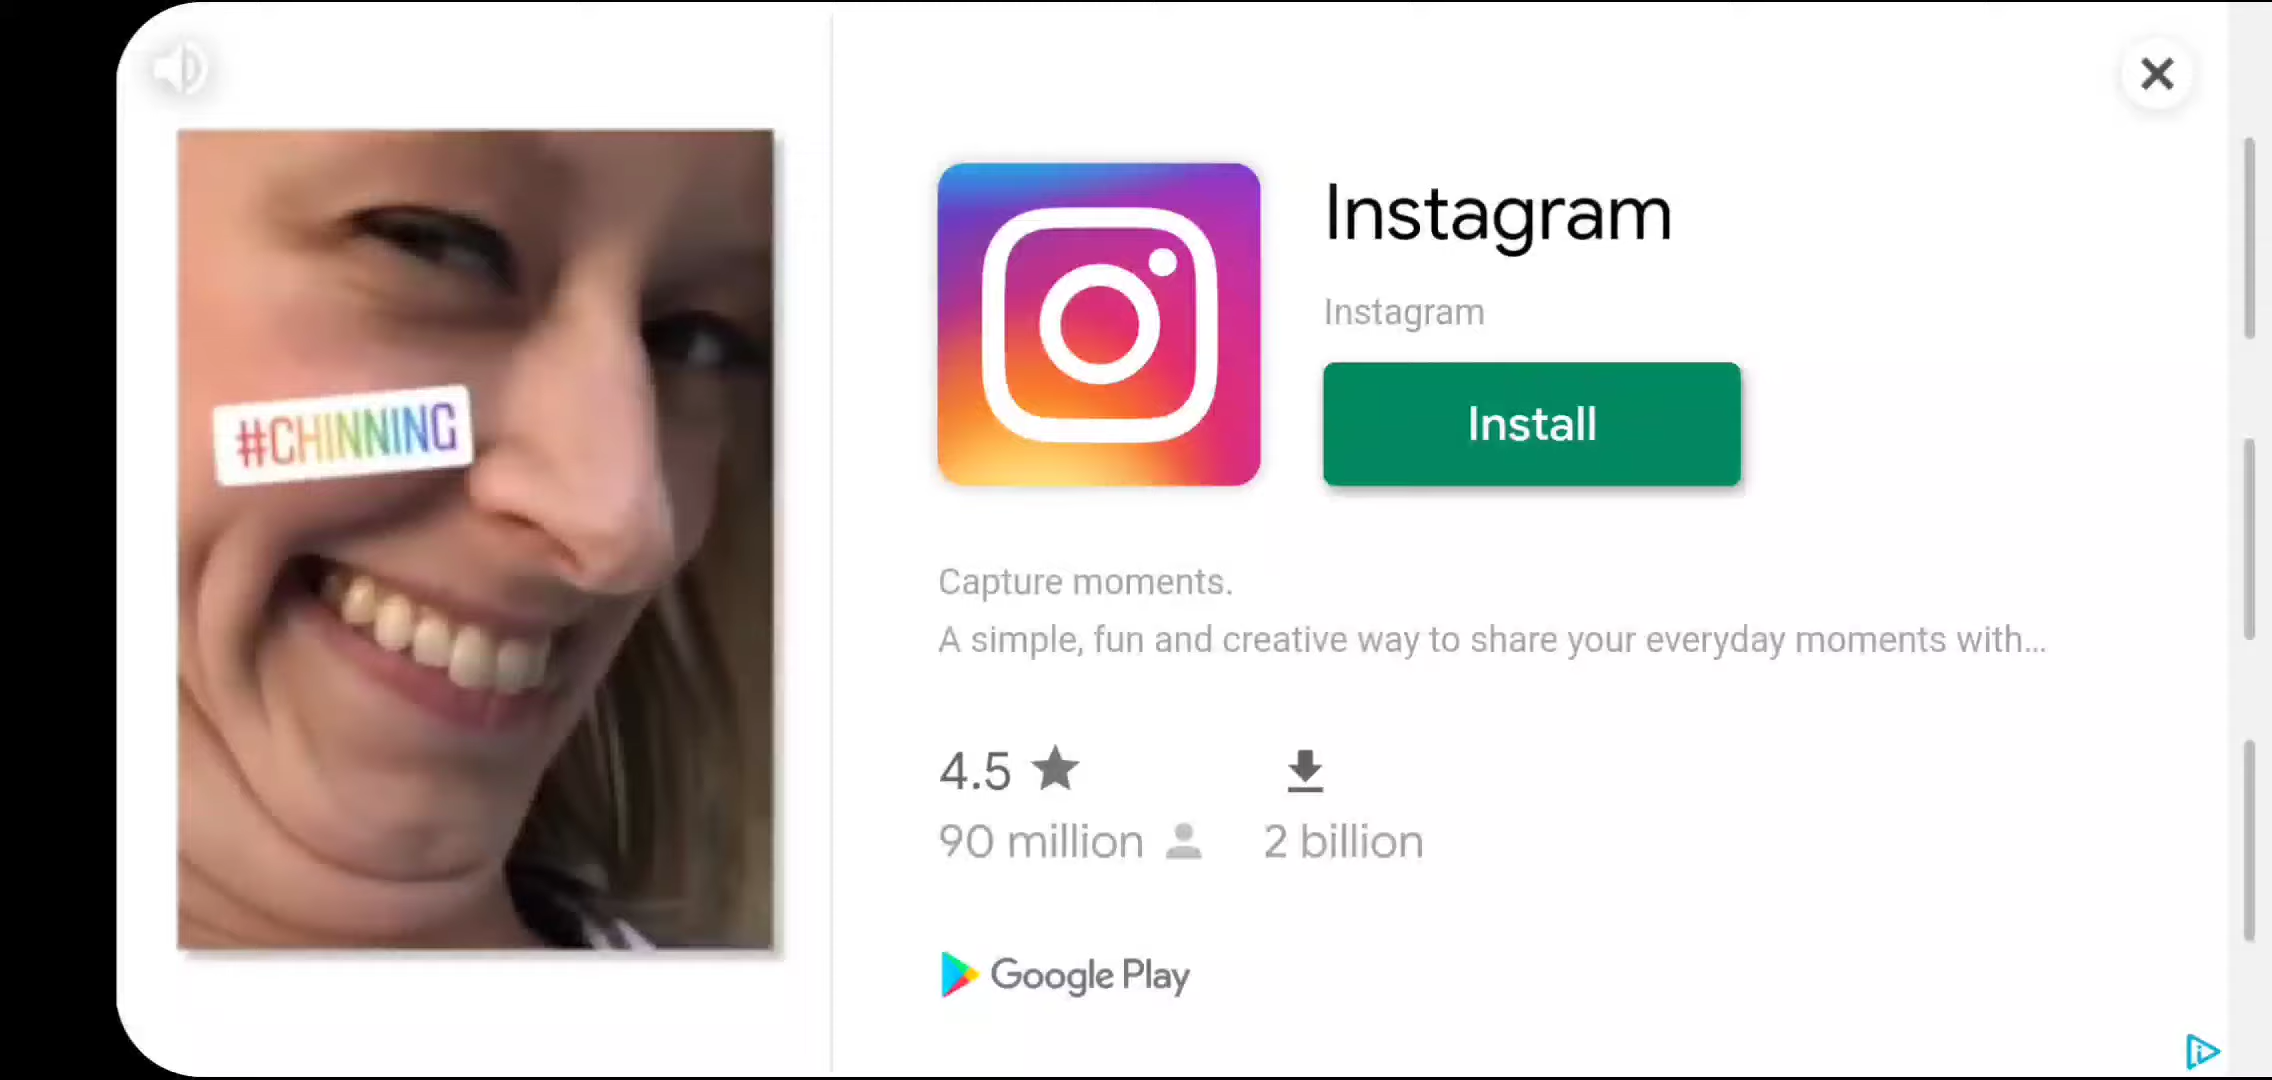 #CHINNING
Instagram
Instagram
Install
Capture moments.
A simple, fun and creative way to share your everyday moments with...
4.5
90 million
2 billion
Google Play